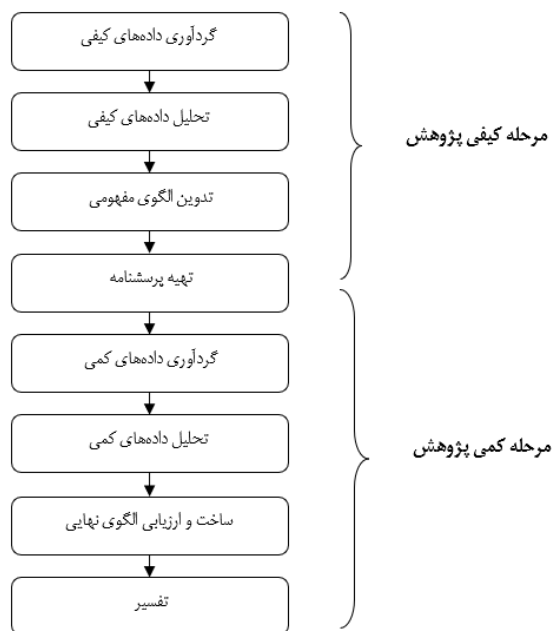 گردآوری داده‌های کیفی
تحلیل داده‌های کیفی
مرحله کیفی پژوهش
تدوین الگوی مفهومی
تهیه پرسشنامه
گردآوری داده‌های کمی
تحلیل داده‌های کمی
مرحله کمی پژوهش
ساخت و ارزیابی الگوی نهایی
تفسیر